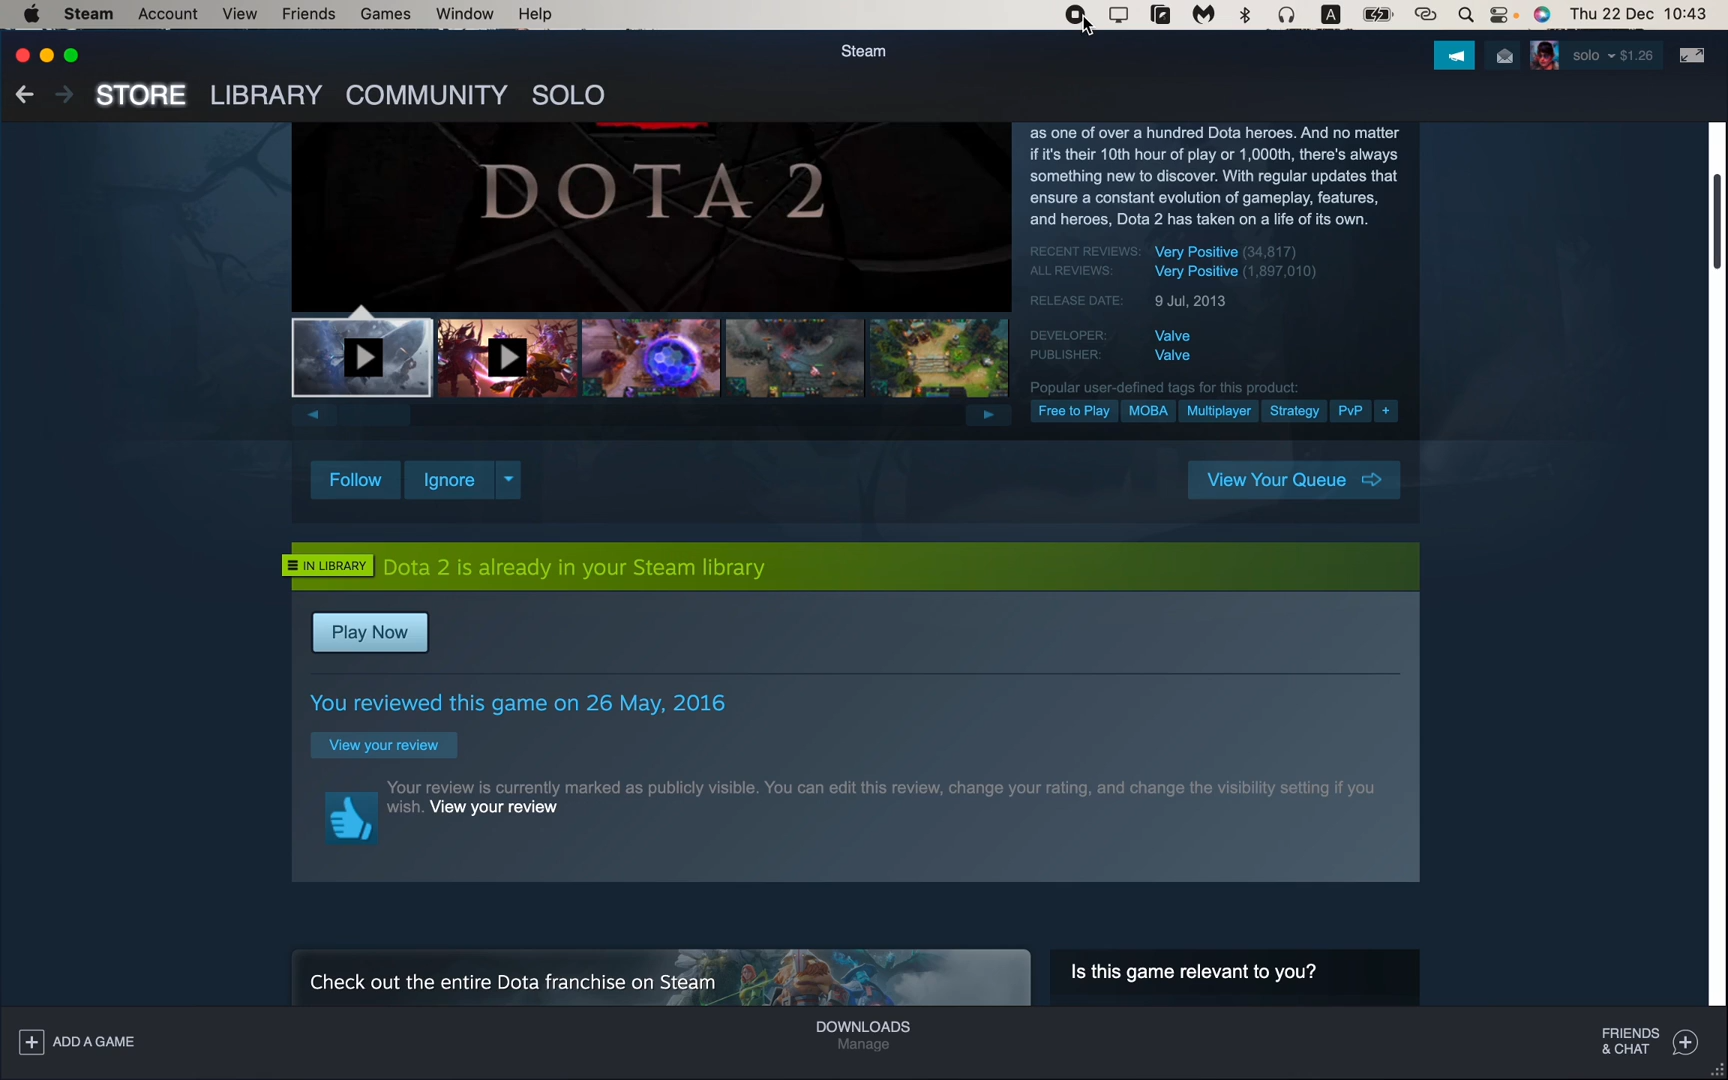 Steam Account View Friends Games Window Help
A Thu 22 Dec 10:43
Steam
solo $1.26
STORE LIBRARY COMMUNITY SOLO
DOTA 2
as one of over a hundred Dota heroes. And no matter
if it's their 10th hour of play or 1,000th, there's always
something new to discover. With regular updates that
ensure a constant evolution of gameplay, features,
and heroes, Dota 2 has taken on a life of its own.
RECENT REVIEWS: Very Positive (34,817)
ALL REVIEWS: Very Positive (1,897,010)
RELEASE DATE: 9 Jul, 2013
DEVELOPER: Valve
PUBLISHER: Valve
Popular user-defined tags for this product:
Free to Play MOBA Multiplayer Strategy PvP +
Follow Ignore
View Your Queue
IN LIBRARY Dota 2 is already in your Steam library
Play Now
You reviewed this game on 26 May, 2016
View your review
Your review is currently marked as publicly visible. You can edit this review, change your rating, and change the visibility setting if you
wish. View your review
Check out the entire Dota franchise on Steam
Is this game relevant to you?
ADD A GAME
DOWNLOADS
Manage
FRIENDS
& CHAT